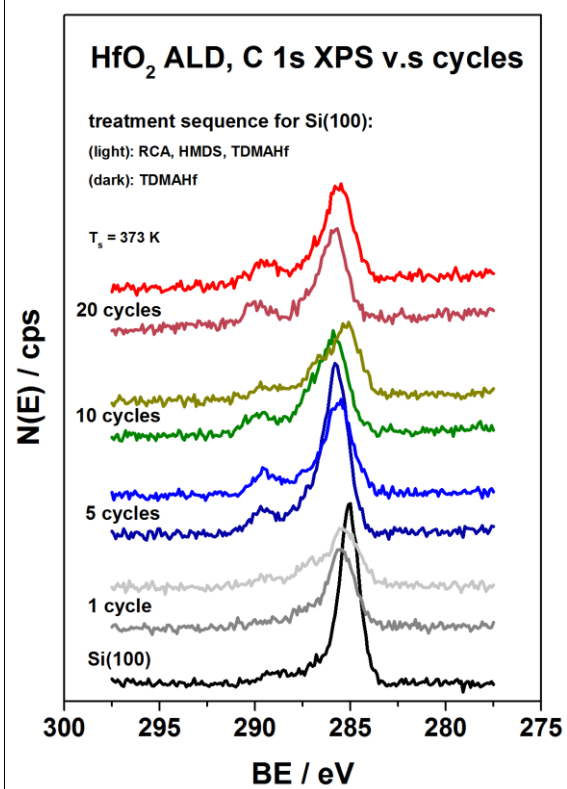 HfO₂ ALD, C 1s XPS v.s cycles
treatment sequence for Si(100):
(light): RCA, HMDS, TDMAHf
(dark): TDMAHf
Tₛ = 373 K
20 cycles
10 cycles
5 cycles
1 cycle
Si(100)
N(E) / cps
300 295 290 285 280 275
BE / eV